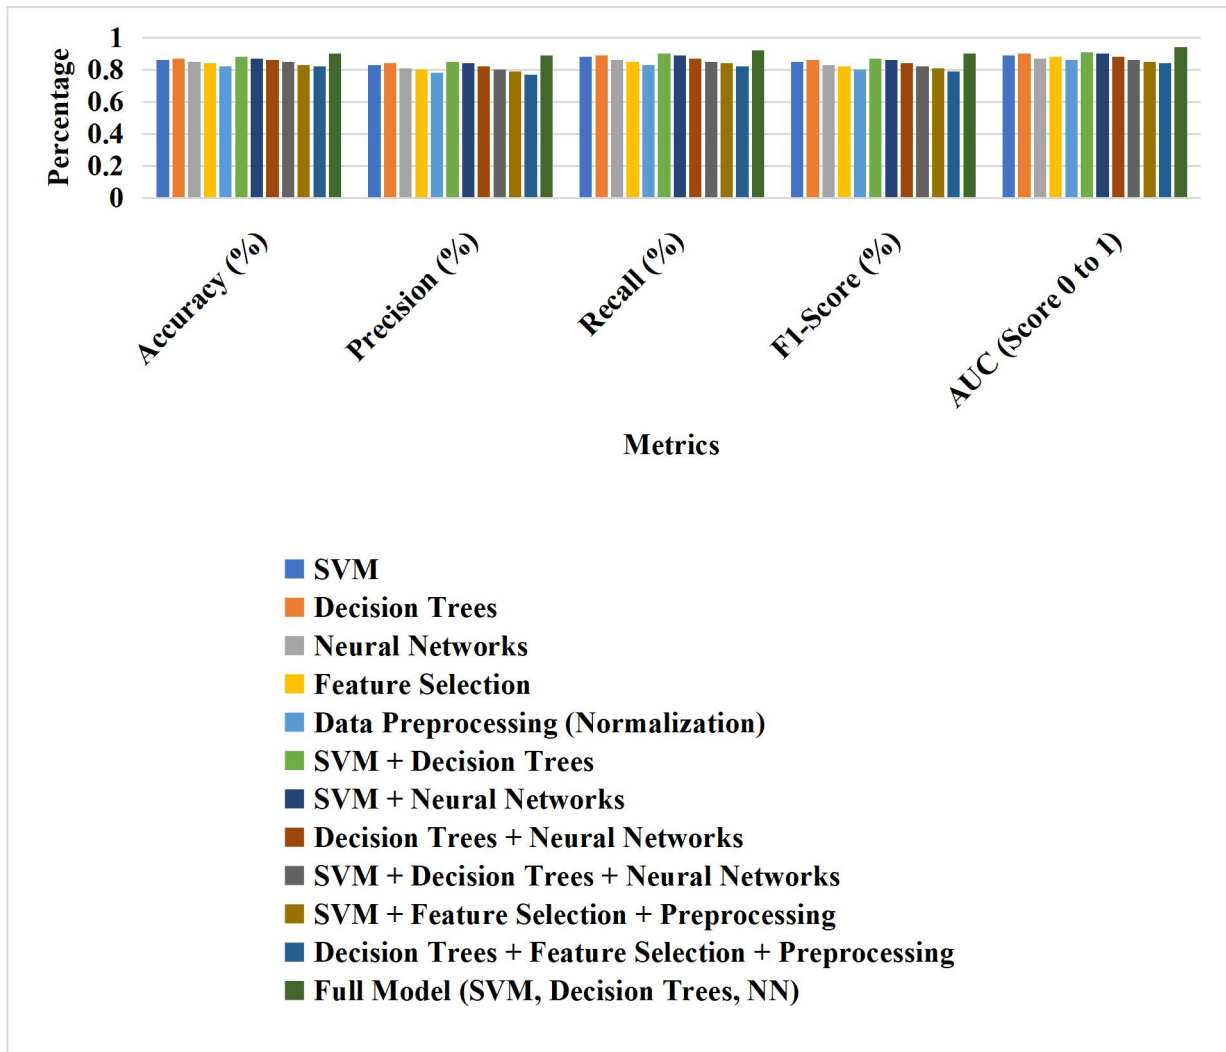 Percentage
1
0.8
0.6
0.4
0.2
0
Accuracy (%)
Precision (%)
Recall (%)
F1-Score (%)
AUC (Score 0 to 1)
Metrics
SVM
Decision Trees
Neural Networks
Feature Selection
Data Preprocessing (Normalization)
SVM + Decision Trees
SVM + Neural Networks
Decision Trees + Neural Networks
SVM + Decision Trees + Neural Networks
SVM + Feature Selection + Preprocessing
Decision Trees + Feature Selection + Preprocessing
Full Model (SVM, Decision Trees, NN)